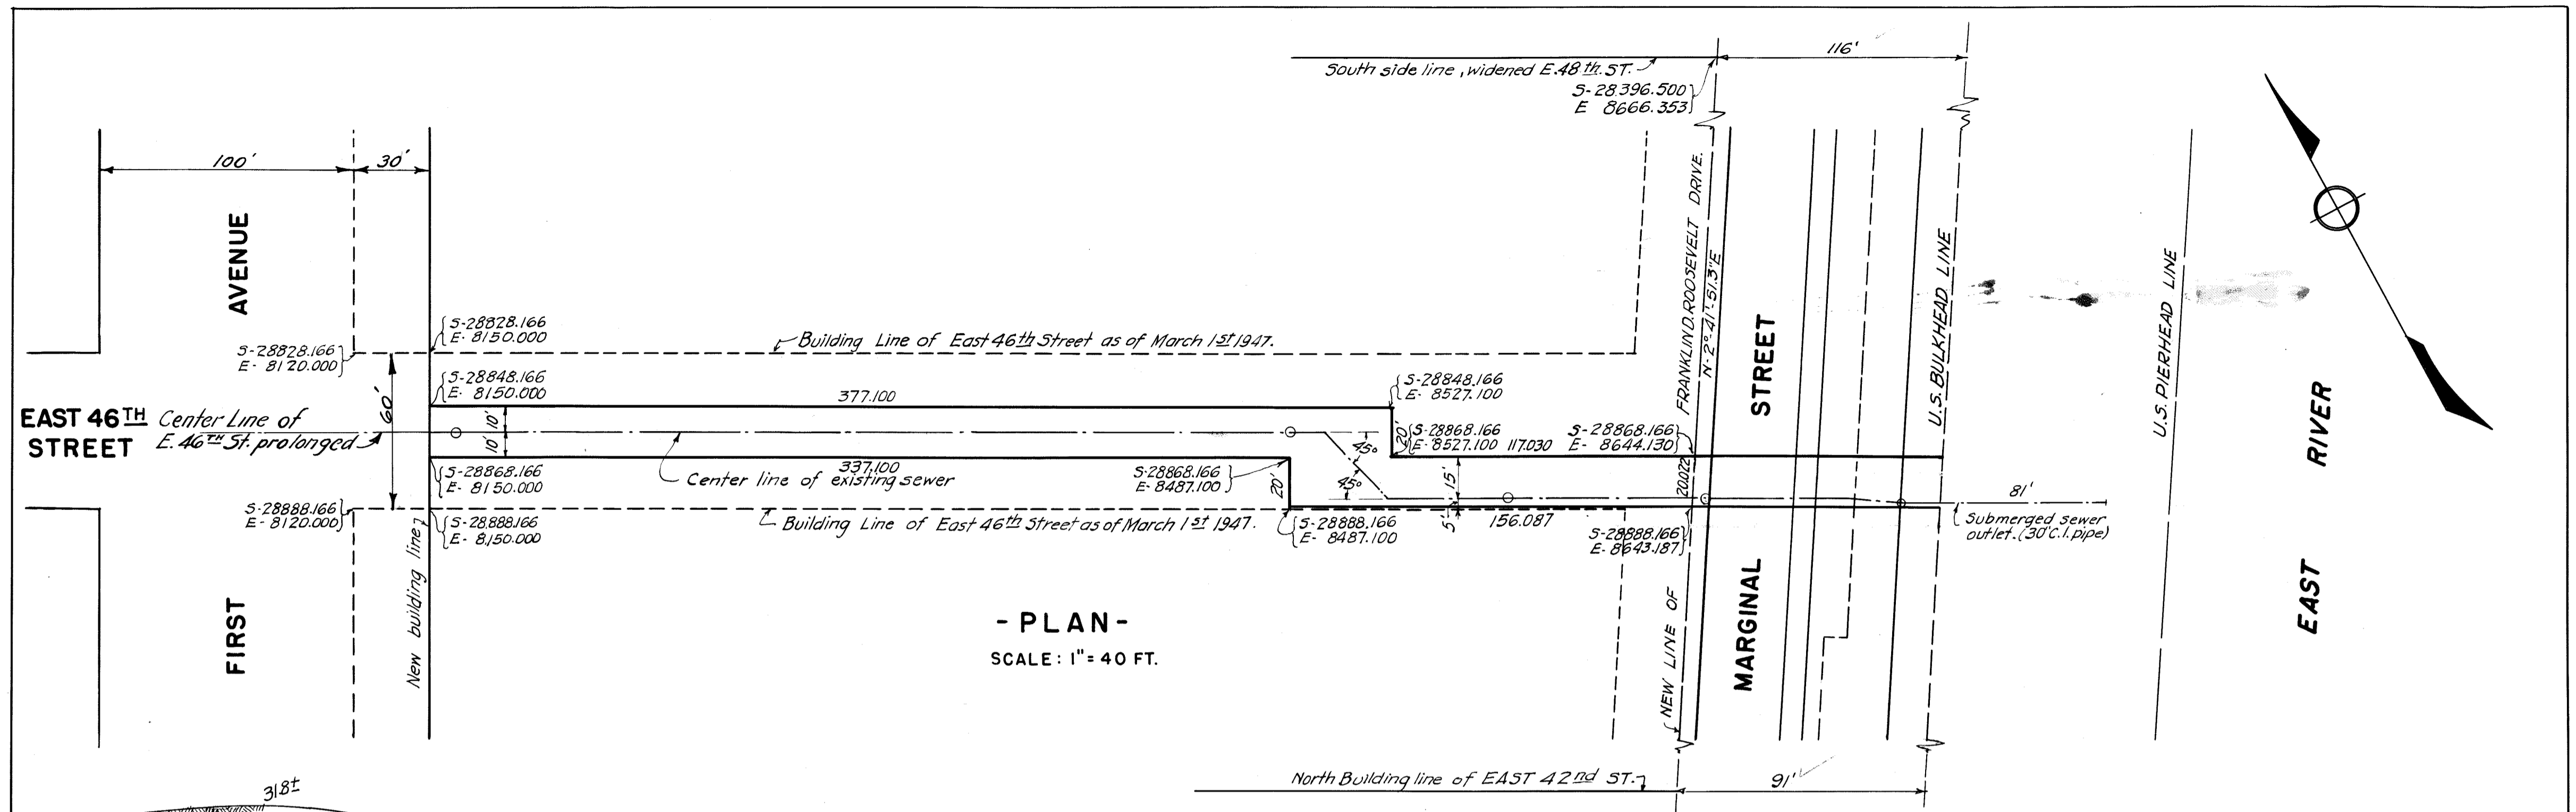 116'
South side line, widened E.48th. ST.
S-28.396.500
E 8666.353
100'
30'
AVENUE
FRANKLIN D. ROOSEVELT DRIVE.
N-2°-41'-51.3"E
STREET
U.S. BULKHEAD LINE
U.S. PIERHEAD LINE
S-28828.166
E- 8150.000
Building Line of East 46th Street as of March 1st 1947.
S-28828.166
E- 8120.000
S-28848.166
E- 8150.000
377.100
S-28848.166
E- 8527.100
60'
10'
10'
EAST 46TH
STREET
Center Line of
E. 46TH St. prolonged
45°
45°
20'
S-28868.166
E- 8527.100
117.030
S-28868.166
E- 8644.130
S-28868.166
E- 8150.000
337.100
Center line of existing sewer
S-28868.166
E- 8487.100
20'
15'
5'
20.022
EAST RIVER
81'
Submerged sewer
outlet. (30"C.I. pipe)
S-28888.166
E- 8120.000
S-28.888.166
E- 8,150.000
Building Line of East 46th Street as of March 1st 1947.
S-28888.166
E- 8487.100
156.087
S-28888.166
E-8643.187
FIRST
New building line
-PLAN-
SCALE: 1"=40 FT.
NEW LINE OF
MARGINAL
North Building line of EAST 42nd ST.
91'
318±